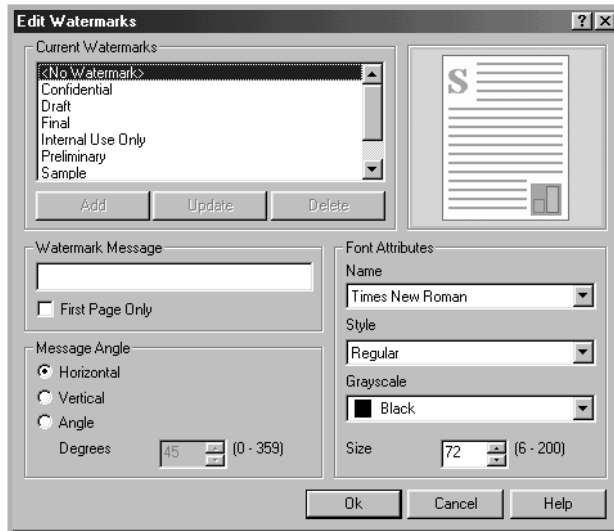 Edit Watermarks
Current Watermarks
<No Watermark>
Confidential
Draft
Final
Internal Use Only
Preliminary
Sample
Add Update Delete
S
Watermark Message
First Page Only
Message Angle
Horizontal
Vertical
Angle
Degrees 45 (0 - 359)
Font Attributes
Name
Times New Roman
Style
Regular
Grayscale
Black
Size 72 (6 - 200)
Ok Cancel Help